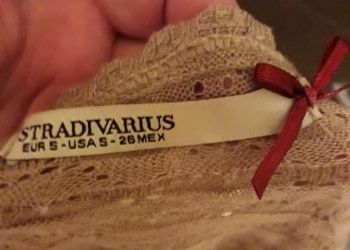 STRADIVARIUS
EUR S - USA S - 26 MEX